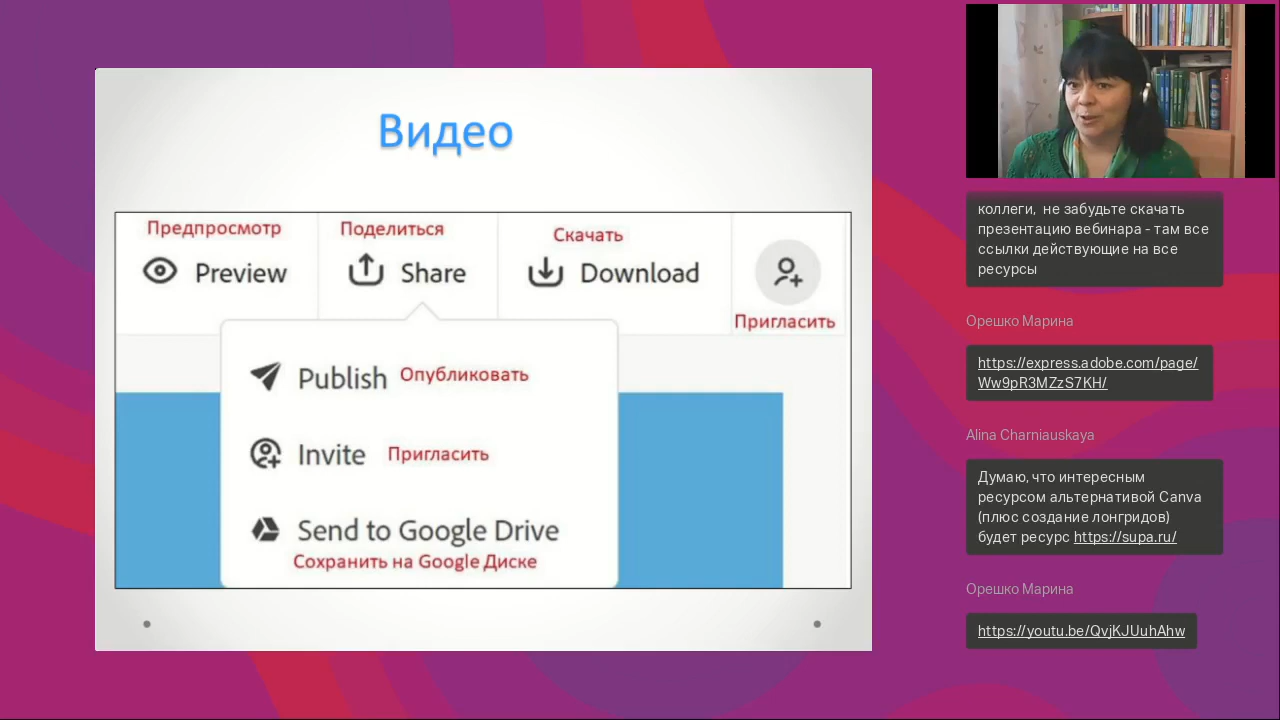 Видео
Предпросмотр
Поделиться
Скачать
Preview
Share
Download
Пригласить
Publish Опубликовать
Invite Пригласить
Send to Google Drive
Сохранить на Google Диске
коллеги, не забудьте скачать
презентацию вебинара - там все
ссылки действующие на все
ресурсы
Орешко Марина
https://express.adobe.com/page/
Ww9pR3MZzS7KH/
Alina Charniauskaya
Думаю, что интересным
ресурсом альтернативой Canva
(плюс создание лонгридов)
будет ресурс https://supa.ru/
Орешко Марина
https://youtu.be/QvjKJUuhAhw